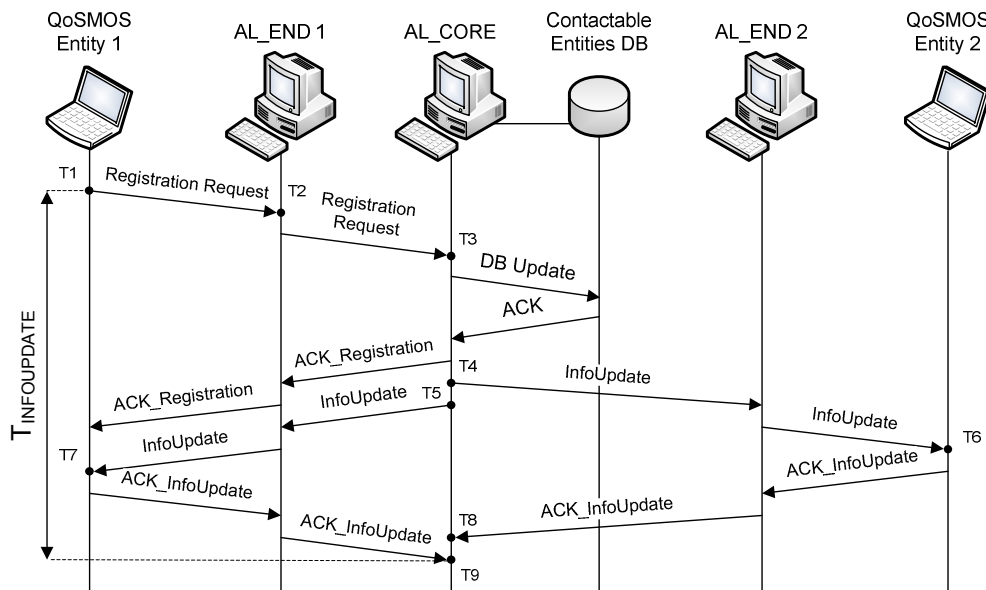 QoSMOS
Entity 1
AL_END 1
AL_CORE
Contactable
Entities DB
AL_END 2
QoSMOS
Entity 2
T1
Registration Request
T2
Registration
Request
T3
DB Update
ACK
ACK_Registration
T4
InfoUpdate
ACK_Registration
InfoUpdate
T5
InfoUpdate
T6
InfoUpdate
T7
ACK_InfoUpdate
ACK_InfoUpdate
ACK_InfoUpdate
ACK_InfoUpdate
T8
T9
TINFOUPDATE